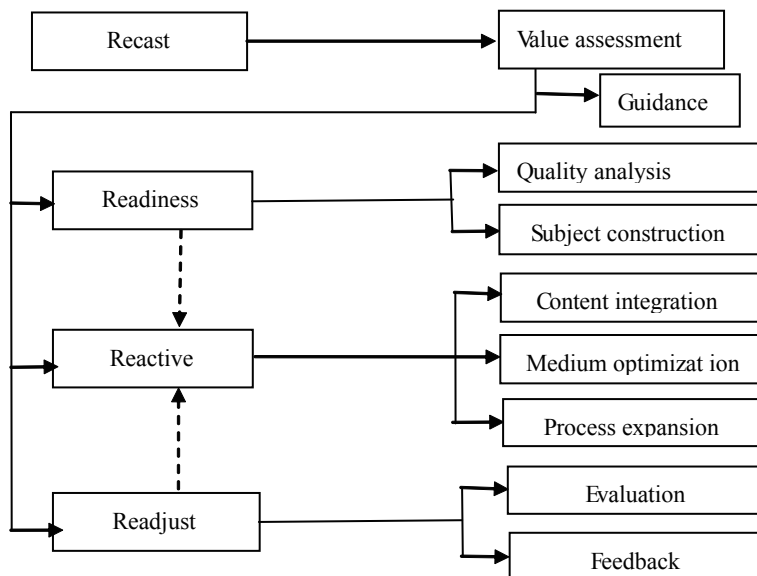 Recast
Value assessment
Guidance
Readiness
Quality analysis
Subject construction
Content integration
Reactive
Medium optimizat ion
Process expansion
Readjust
Evaluation
Feedback